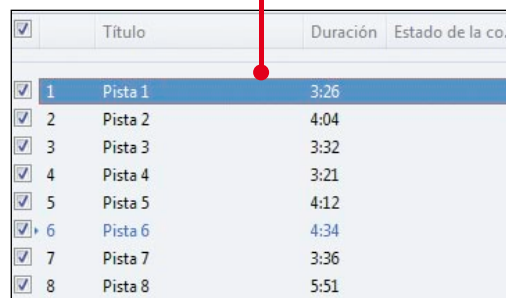 Título Duración Estado de la co.
1 Pista 1 3:26
2 Pista 2 4:04
3 Pista 3 3:32
4 Pista 4 3:21
5 Pista 5 4:12
6 Pista 6 4:34
7 Pista 7 3:36
8 Pista 8 5:51